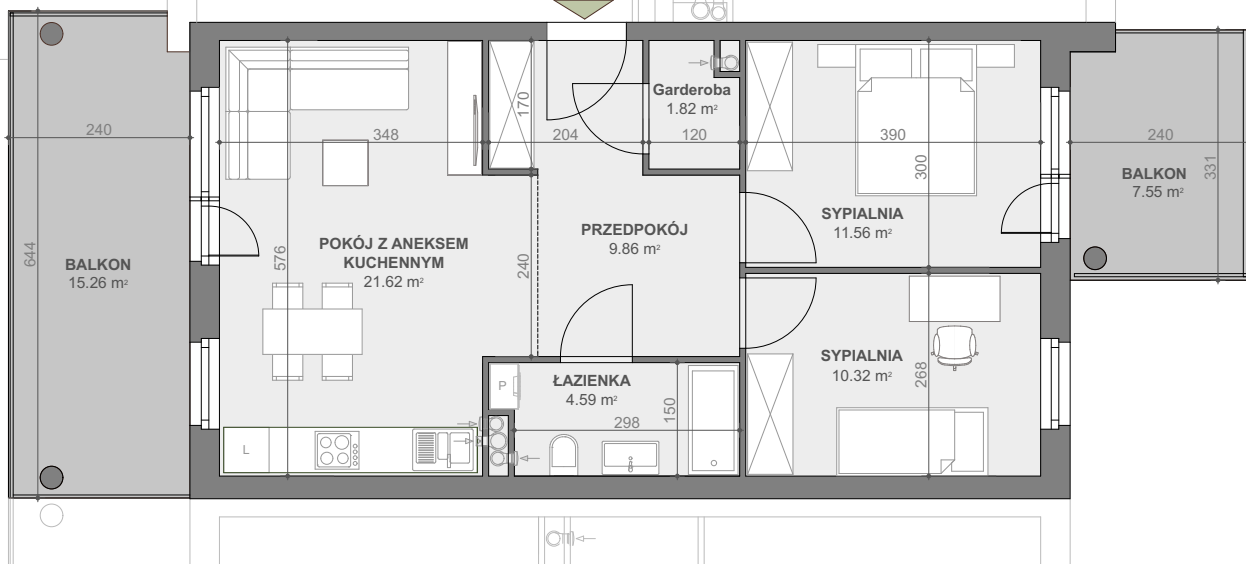 240
644
BALKON
15.26 m²
348
576
POKÓJ Z ANEKSEM
KUCHENNYM
21.62 m²
L
170
204
240
PRZEDPOKÓJ
9.86 m²
Garderoba
1.82 m²
120
P
ŁAZIENKA
4.59 m²
298
150
390
300
SYPIALNIA
11.56 m²
SYPIALNIA
10.32 m²
268
240
331
BALKON
7.55 m²